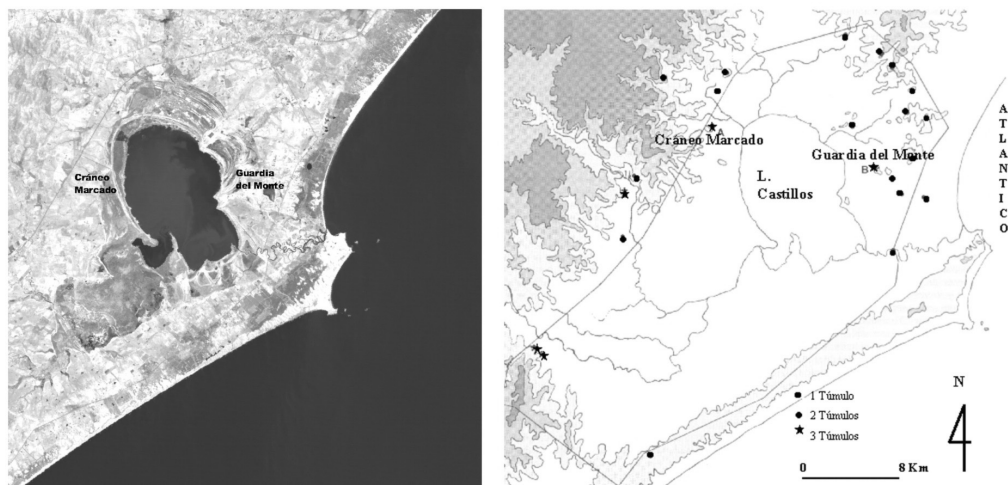 Cráneo
Marcado
Guardia
del Monte
Cráneo Marcado
A
Guardia del Monte
B
L.
Castillos
ATLANTICO
N
1 Túmulo
2 Túmulos
3 Túmulos
0 8 Km